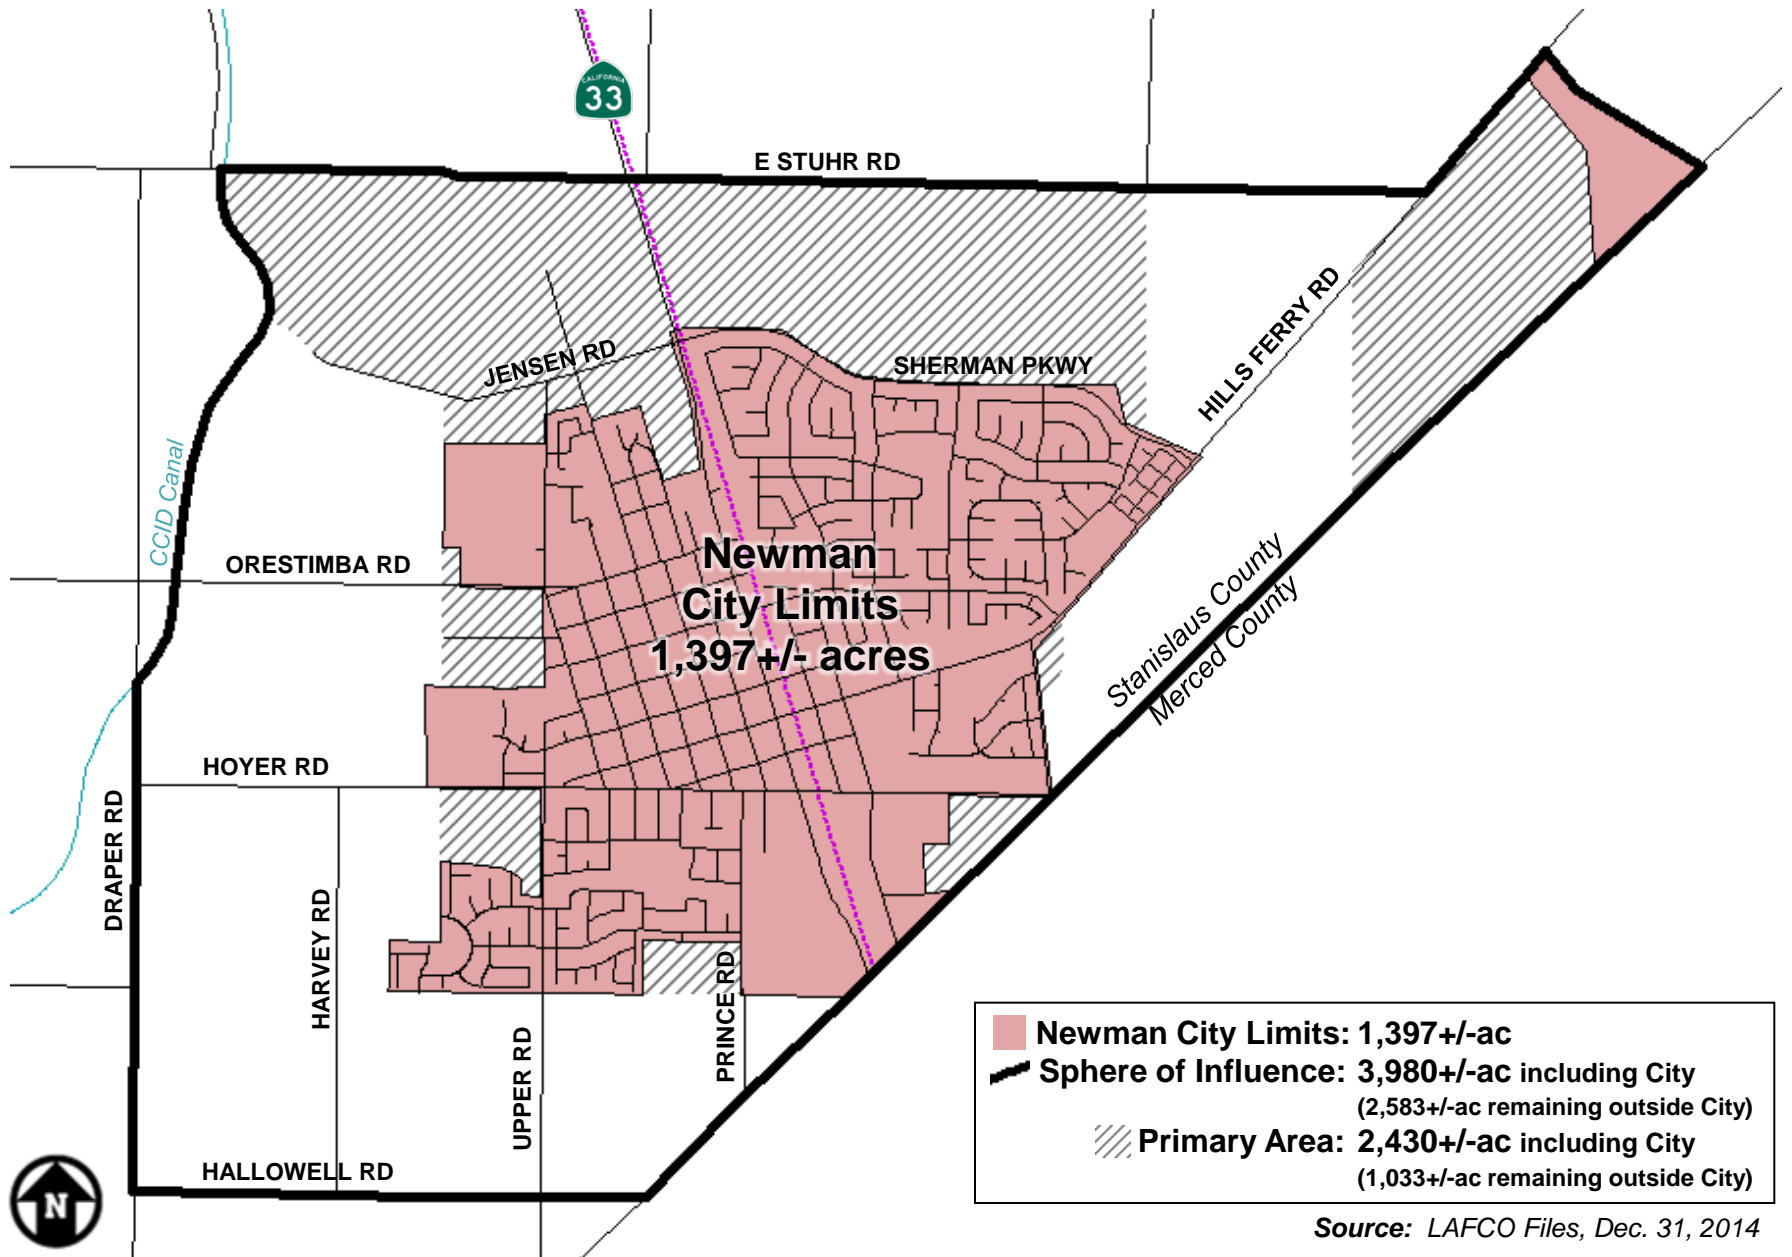 CALIFORNIA
33
E STUHR RD
JENSEN RD
SHERMAN PKWY
HILLS FERRY RD
CCID Canal
ORESTIMBA RD
Newman
City Limits
1,397+/- acres
Stanislaus County
Merced County
HOYER RD
DRAPER RD
HARVEY RD
UPPER RD
PRINCE RD
HALLOWELL RD
N
Newman City Limits: 1,397+/-ac
Sphere of Influence: 3,980+/-ac including City
(2,583+/-ac remaining outside City)
Primary Area: 2,430+/-ac including City
(1,033+/-ac remaining outside City)
Source: LAFCO Files, Dec. 31, 2014